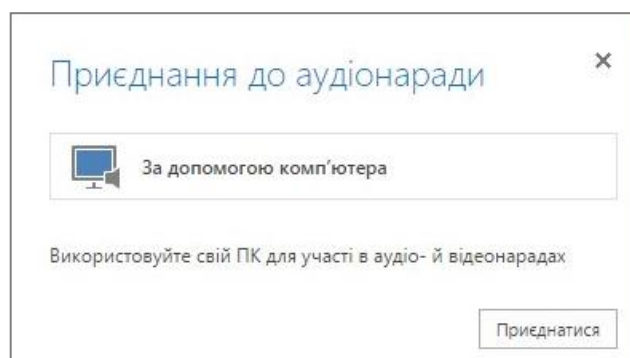 Приєднання до аудіонаради
За допомогою комп'ютера
Використовуйте свій ПК для участі в аудіо- й відеонарадах
Приєднатися